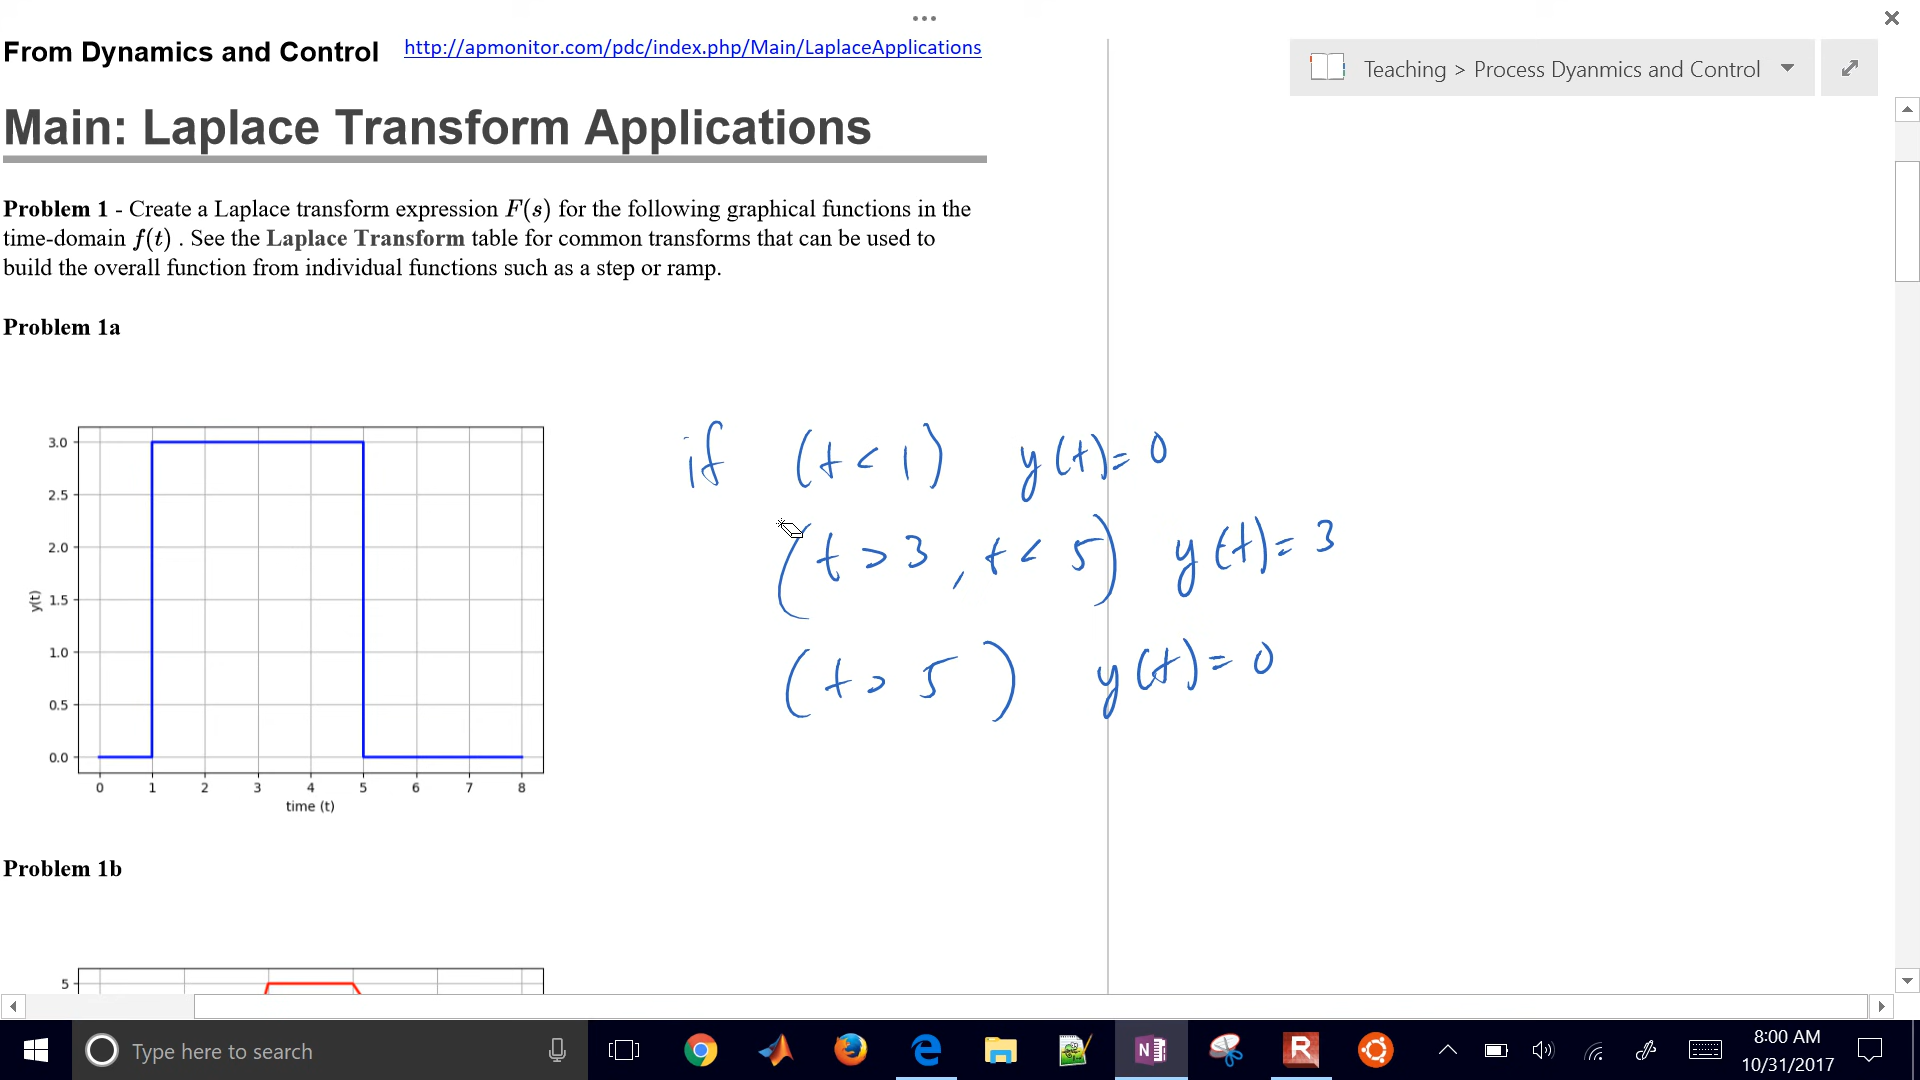 From Dynamics and Control http://apmonitor.com/pdc/index.php/Main/LaplaceApplications
Teaching > Process Dyanmics and Control
Main: Laplace Transform Applications
Problem 1 - Create a Laplace transform expression F(s) for the following graphical functions in the
time-domain f(t) . See the Laplace Transform table for common transforms that can be used to
build the overall function from individual functions such as a step or ramp.
Problem 1a
3.0
2.5
2.0
1.5
1.0
0.5
0.0
y(t)
0 1 2 3 4 5 6 7 8
time (t)
if (t < 1) y(t)= 0
(t > 3, t < 5) y(t)= 3
(t > 5) y(t)= 0
Problem 1b
5
Type here to search
8:00 AM
10/31/2017